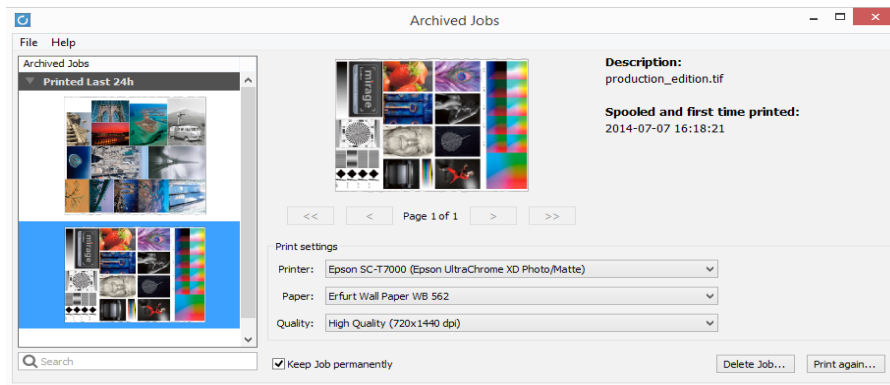 Archived Jobs
File Help
Archived Jobs
Printed Last 24h
mirage
mirage
Search
Description:
production_edition.tif
Spooled and first time printed:
2014-07-07 16:18:21
<< < Page 1 of 1 > >>
Print settings
Printer: Epson SC-T7000 (Epson UltraChrome XD Photo/Matte)
Paper: Erfurt Wall Paper WB 562
Quality: High Quality (720x1440 dpi)
Keep Job permanently
Delete Job... Print again...